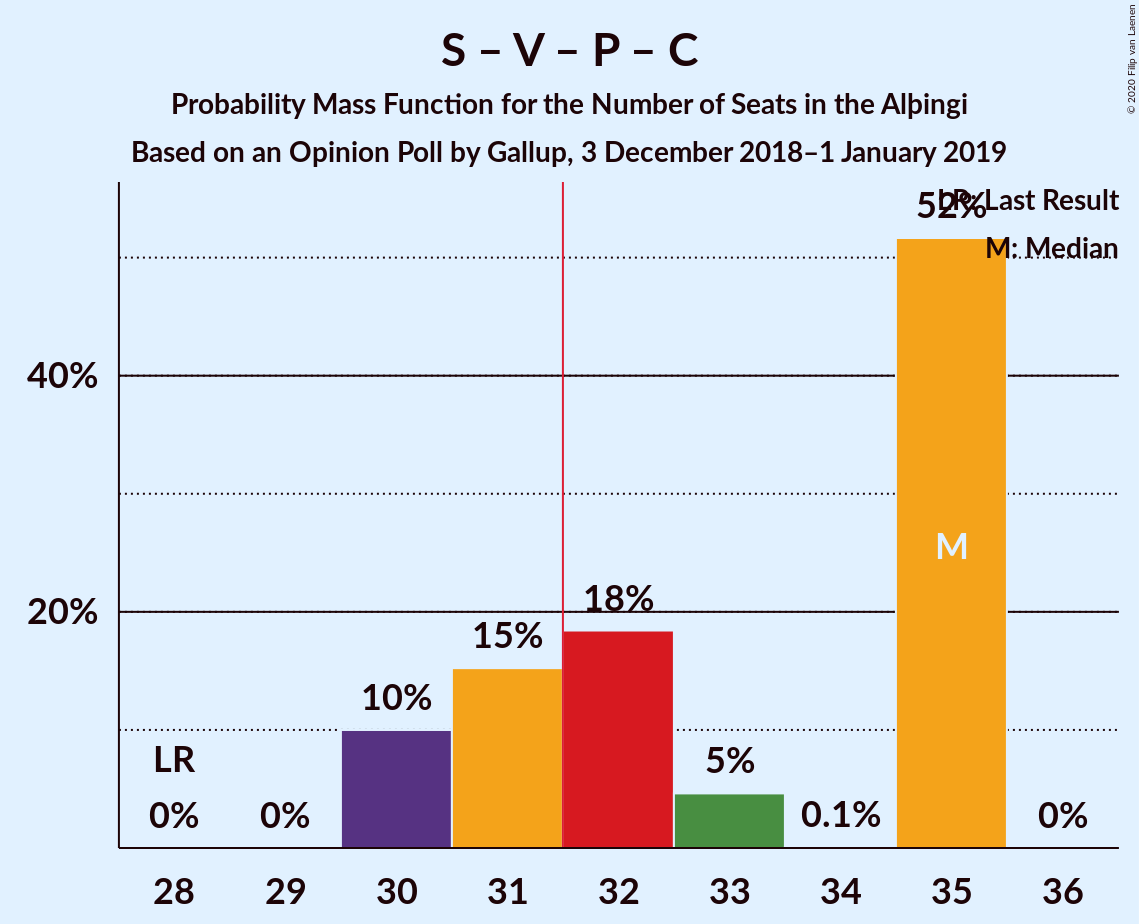 S – V – P – C
Probability Mass Function for the Number of Seats in the Alþingi
Based on an Opinion Poll by Gallup, 3 December 2018–1 January 2019
© 2020 Filip van Laenen
LR: Last Result
M: Median
52%
40%
20%
M
18%
15%
10%
5%
LR
0%
0%
0.1%
0%
28 29 30 31 32 33 34 35 36